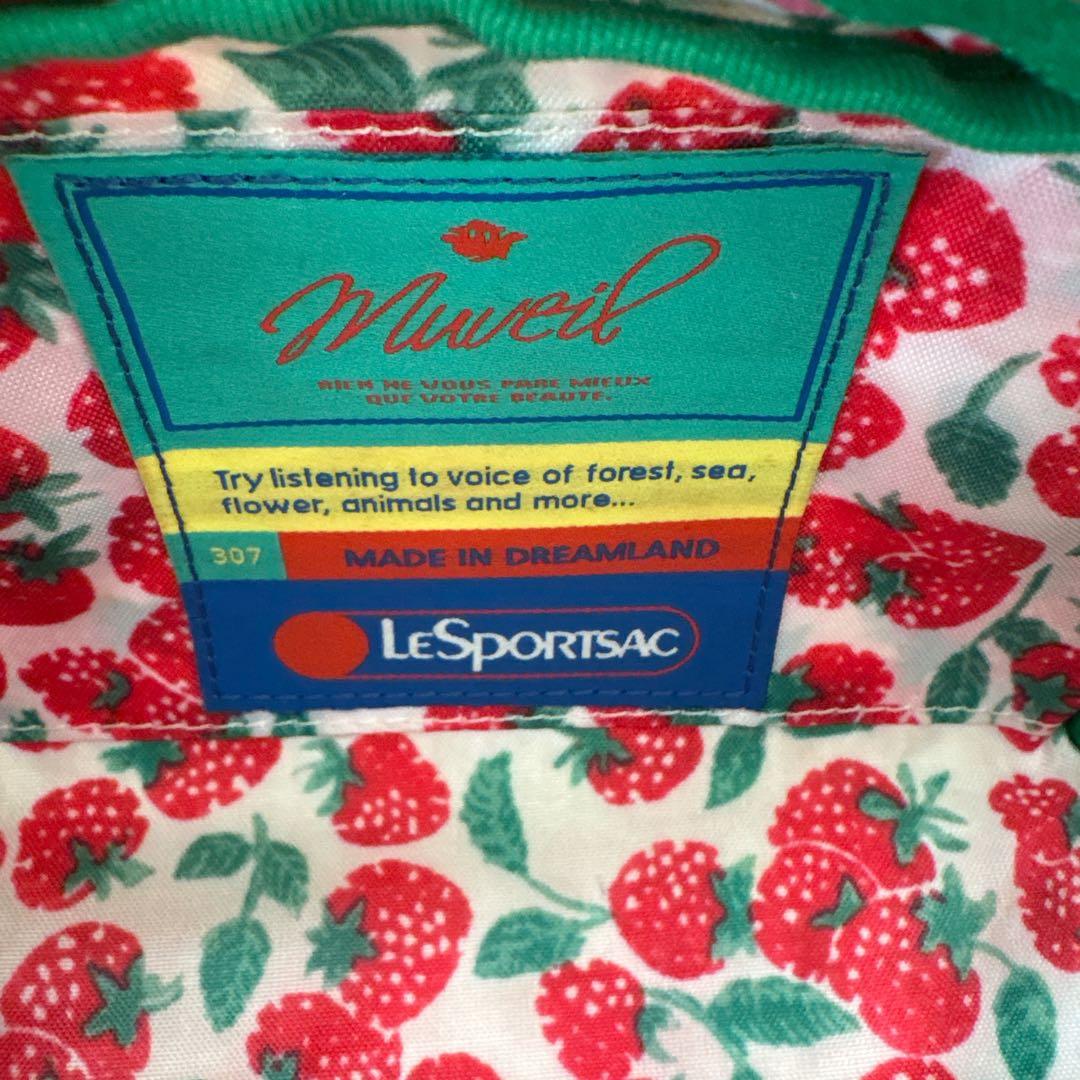 Muveil
RIEN NE VOUS PARE MIEUX
QUE VOTRE BEAUTE.
Try listening to voice of forest, sea,
flower, animals and more...
307 MADE IN DREAMLAND
LESPORTSAC